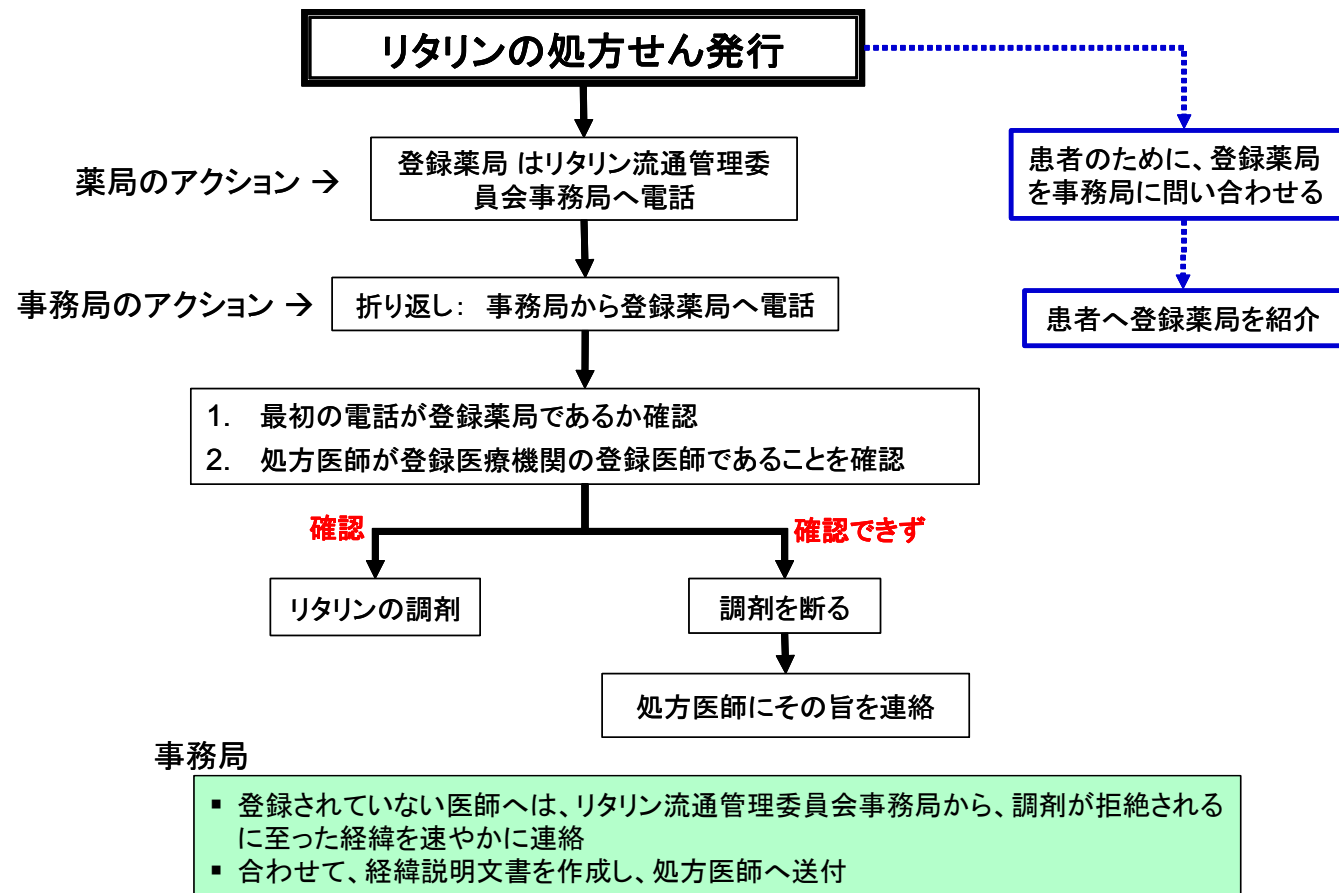 リタリンの処方せん発行
薬局のアクション →
登録薬局 はリタリン流通管理委
員会事務局へ電話
患者のために、登録薬局
を事務局に問い合わせる
事務局のアクション →
折り返し： 事務局から登録薬局へ電話
患者へ登録薬局を紹介
1. 最初の電話が登録薬局であるか確認
2. 処方医師が登録医療機関の登録医師であることを確認
確認
確認できず
リタリンの調剤
調剤を断る
処方医師にその旨を連絡
事務局
▪ 登録されていない医師へは、リタリン流通管理委員会事務局から、調剤が拒絶される
に至った経緯を速やかに連絡
▪ 合わせて、経緯説明文書を作成し、処方医師へ送付